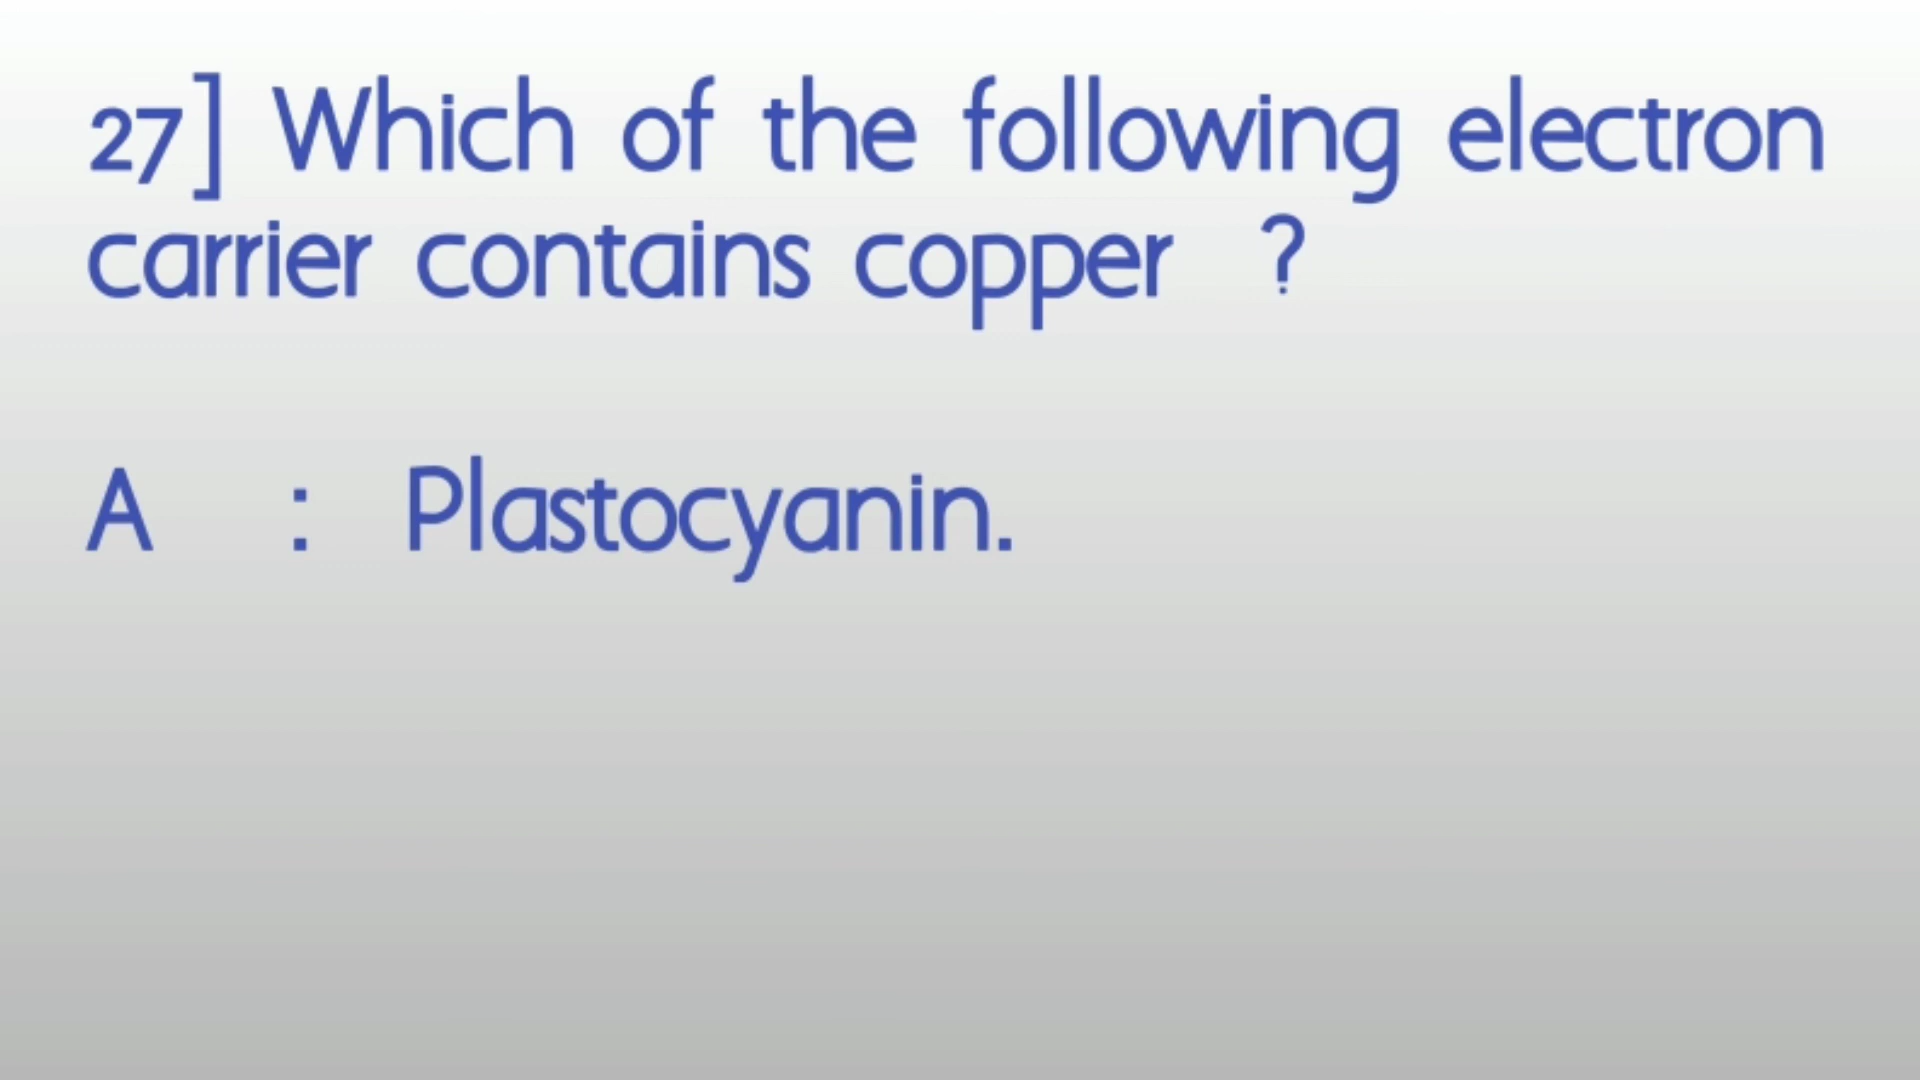 27] Which of the following electron
carrier contains copper ?
A : Plastocyanin.